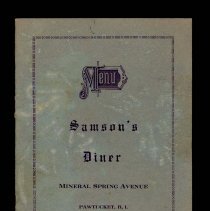 Menu
Samson's
Diner
MINERAL SPRING AVENUE
PAWTUCKET, R. I.